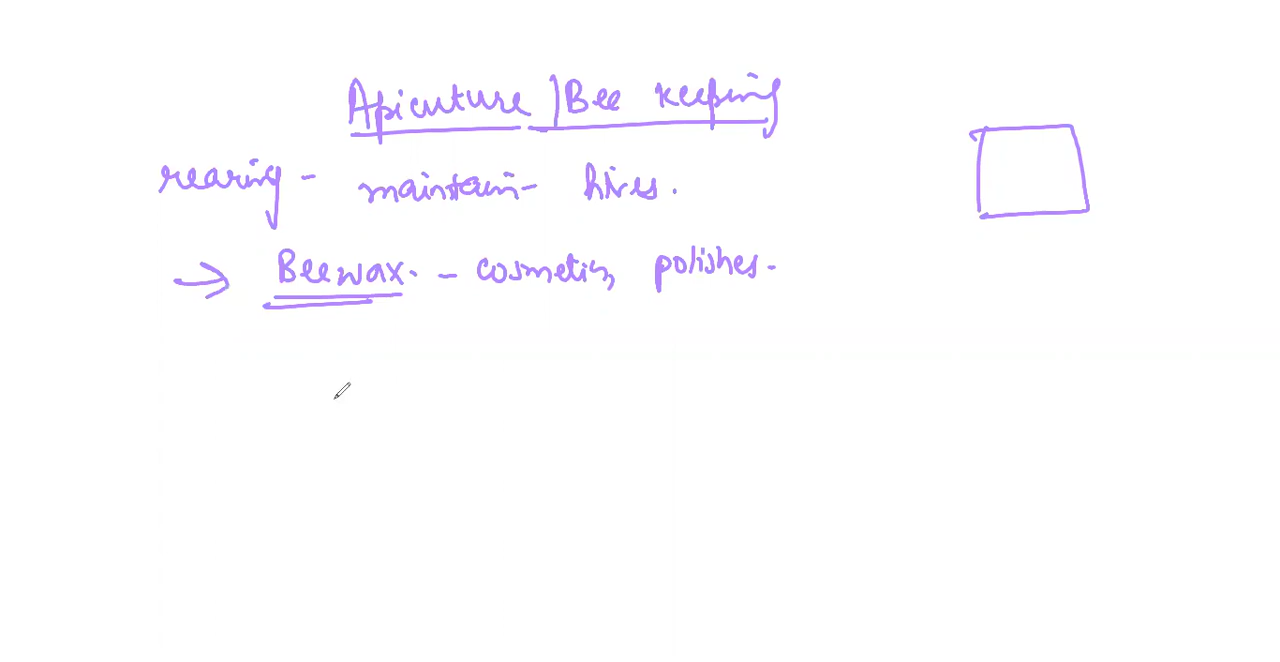 Apicuture | Bee keeping
rearing - maintain - hives.
→ Beewax. - cosmetics, polishes.